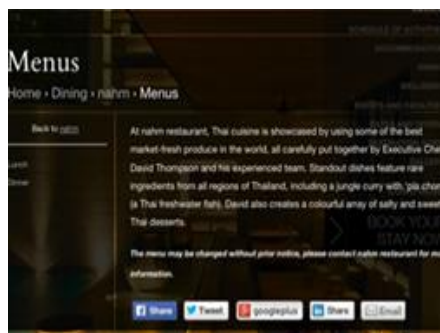 Menus
Home › Dining › nahm › Menus
Back to nahm
Lunch
Dinner
At nahm restaurant, Thai cuisine is showcased by using some of the best
market-fresh produce in the world, all carefully put together by Executive Che
David Thompson and his experienced team. Standout dishes feature rare
ingredients from all regions of Thailand, including a jungle curry with, 'pla chon
(a Thai freshwater fish). David also creates a colourful array of salty and sweet
Thai desserts.
The menu may be changed without prior notice, please contact nahm restaurant for mo
information.
BOOK YOU
STAY NO
Share
Tweet
googleplus
Share
Email